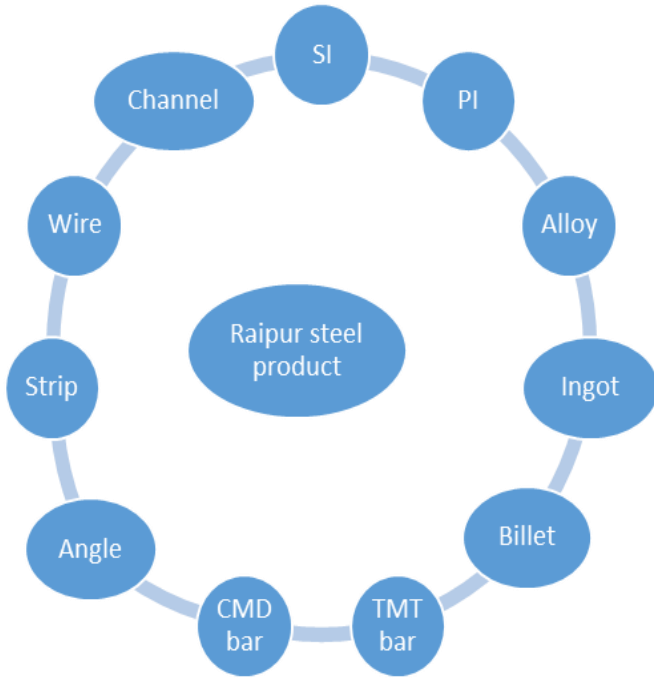 SI
PI
Alloy
Ingot
Billet
TMT
bar
CMD
bar
Angle
Strip
Wire
Channel
Raipur steel
product